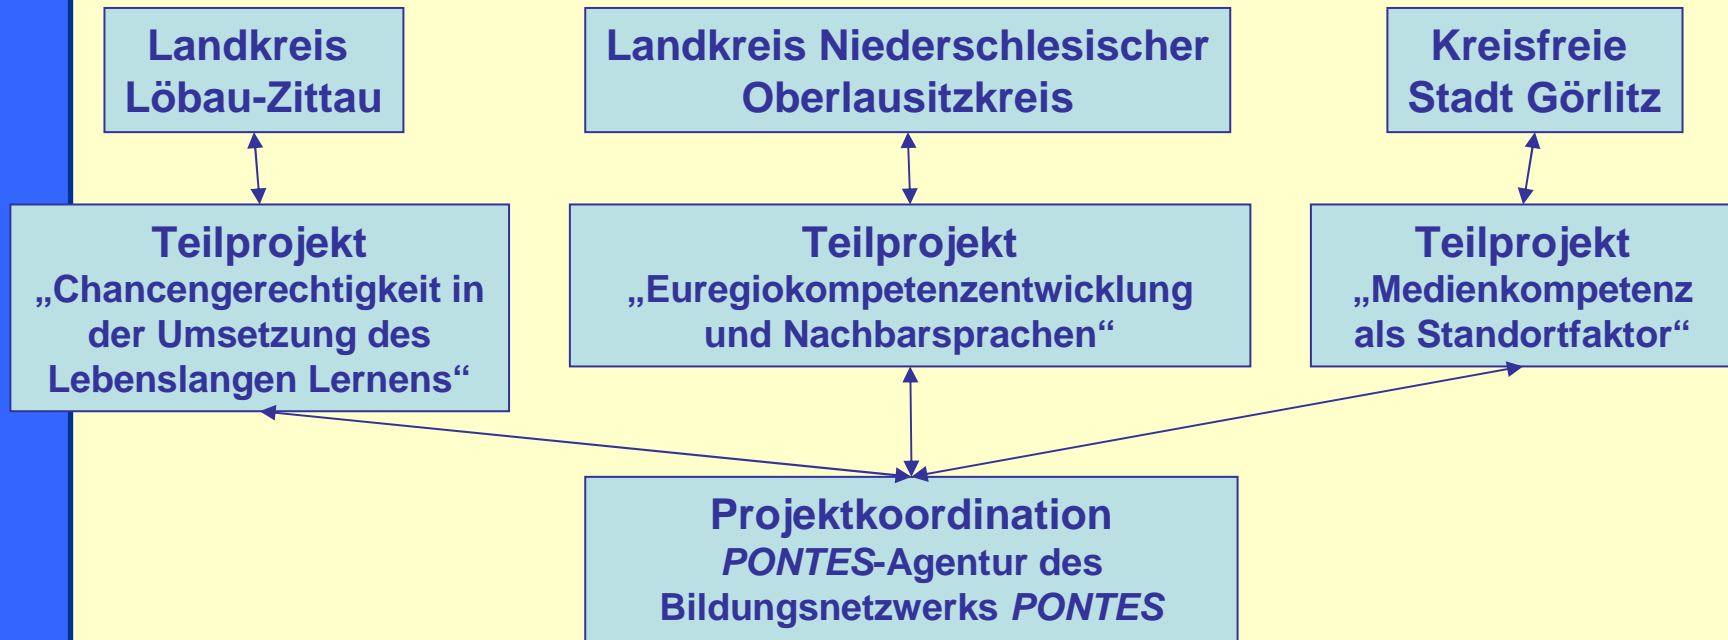 Landkreis
Löbau-Zittau
Landkreis Niederschlesischer
Oberlausitzkreis
Kreisfreie
Stadt Görlitz
Teilprojekt
„Chancengerechtigkeit in
der Umsetzung des
Lebenslangen Lernens“
Teilprojekt
„Euregiokompetenzentwicklung
und Nachbarsprachen“
Teilprojekt
„Medienkompetenz
als Standortfaktor“
Projektkoordination
PONTES-Agentur des
Bildungsnetzwerks PONTES